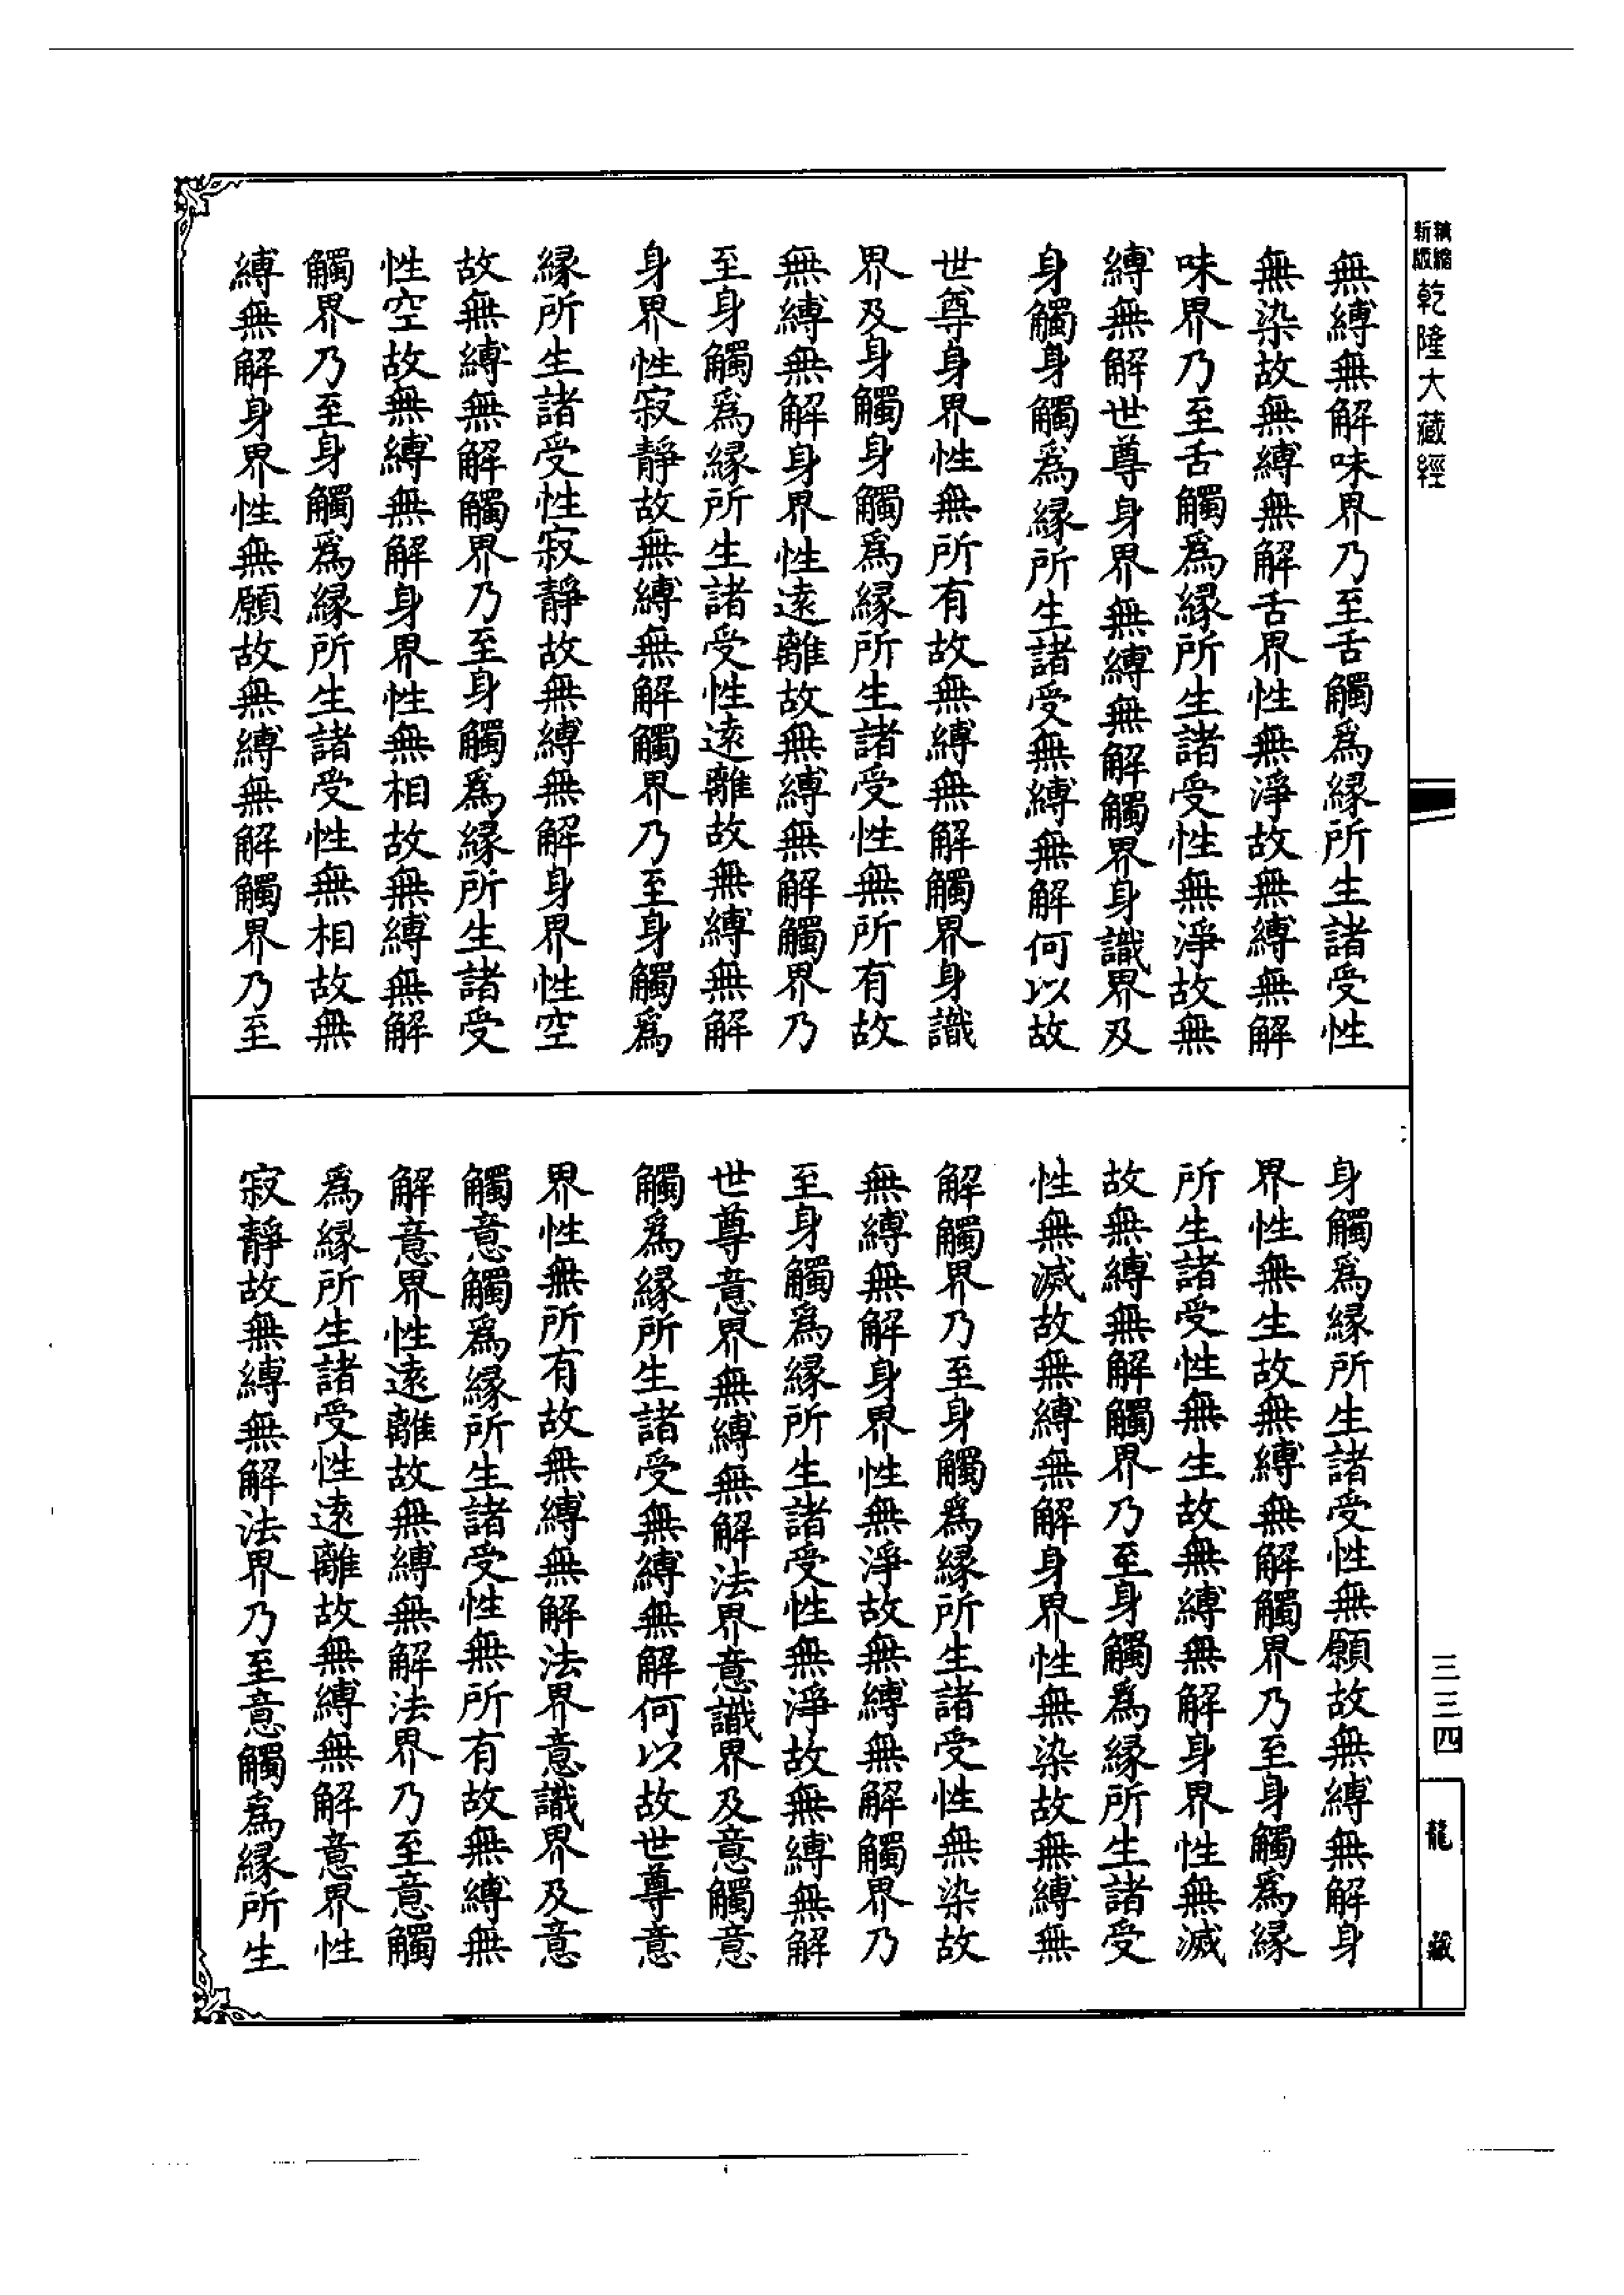 精縮
新版
乾隆大藏經
無縛無解味界乃至舌觸爲縁所生諸受性
無染故無縛無解舌界性無淨故無縛無解
味界乃至舌觸爲縁所生諸受性無淨故無
縛無解世尊身界無縛無解觸界身識界及
身觸身觸爲縁所生諸受無縛無解何以故
世尊身界性無所有故無縛無解觸界身識
界及身觸身觸爲縁所生諸受性無所有故
無縛無解身界性遠離故無縛無解觸界乃
至身觸爲縁所生諸受性遠離故無縛無解
身界性寂靜故無縛無解觸界乃至身觸爲
縁所生諸受性寂靜故無縛無解身界性空
故無縛無解觸界乃至身觸爲縁所生諸受
性空故無縛無解身界性無相故無縛無解
觸界乃至身觸爲縁所生諸受性無相故無
縛無解身界性無願故無縛無解觸界乃至
身觸爲縁所生諸受性無願故無縛無解身
界性無生故無縛無解觸界乃至身觸爲縁
所生諸受性無生故無縛無解身界性無滅
故無縛無解觸界乃至身觸爲縁所生諸受
性無滅故無縛無解身界性無染故無縛無
解觸界乃至身觸爲縁所生諸受性無染故
無縛無解身界性無淨故無縛無解觸界乃
至身觸爲縁所生諸受性無淨故無縛無解
世尊意界無縛無解法界意識界及意觸意
觸爲縁所生諸受無縛無解何以故世尊意
界性無所有故無縛無解法界意識界及意
觸意觸爲縁所生諸受性無所有故無縛無
解意界性遠離故無縛無解法界乃至意觸
爲縁所生諸受性遠離故無縛無解意界性
寂靜故無縛無解法界乃至意觸爲縁所生
三三四
龍藏